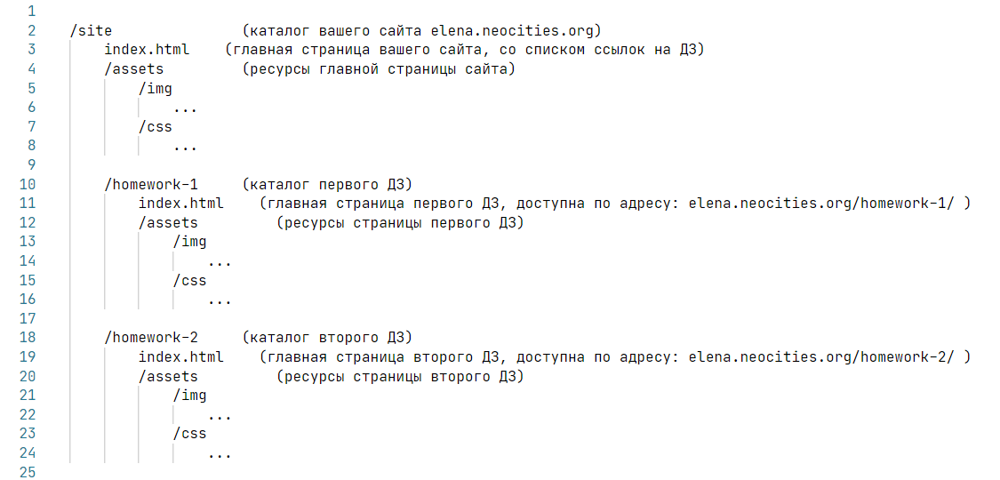 1
2 /site (каталог вашего сайта elena.neocities.org)
3 index.html (главная страница вашего сайта, со списком ссылок на ДЗ)
4 /assets (ресурсы главной страницы сайта)
5 /img
6 ...
7 /css
8 ...
9
10 /homework-1 (каталог первого ДЗ)
11 index.html (главная страница первого ДЗ, доступна по адресу: elena.neocities.org/homework-1/ )
12 /assets (ресурсы страницы первого ДЗ)
13 /img
14 ...
15 /css
16 ...
17
18 /homework-2 (каталог второго ДЗ)
19 index.html (главная страница второго ДЗ, доступна по адресу: elena.neocities.org/homework-2/ )
20 /assets (ресурсы страницы второго ДЗ)
21 /img
22 ...
23 /css
24 ...
25